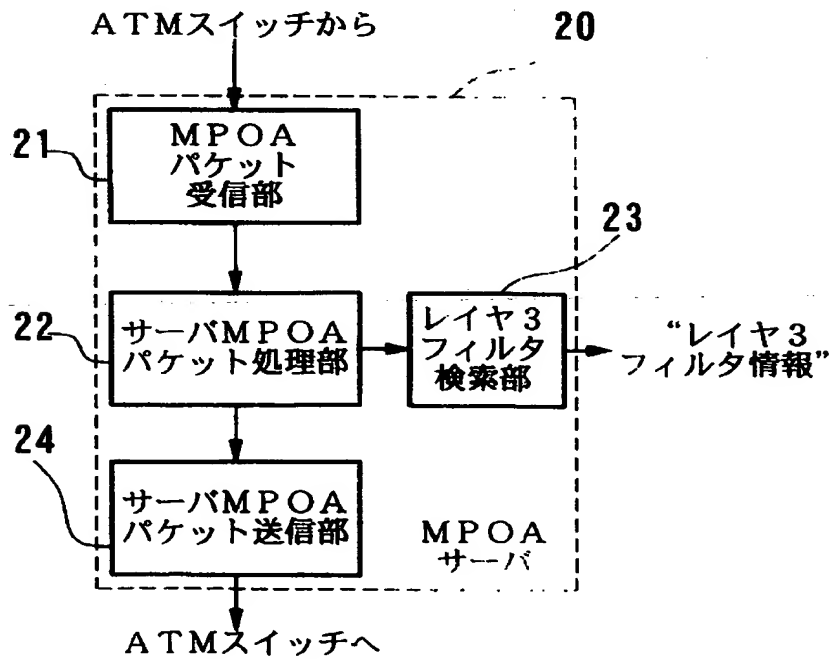 ATMスイッチから
20
21
MPOA
パケット
受信部
23
22
サーバMPOA
パケット処理部
レイヤ3
フィルタ
検索部
“レイヤ3
フィルタ情報”
24
サーバMPOA
パケット送信部
MPOA
サーバ
ATMスイッチへ